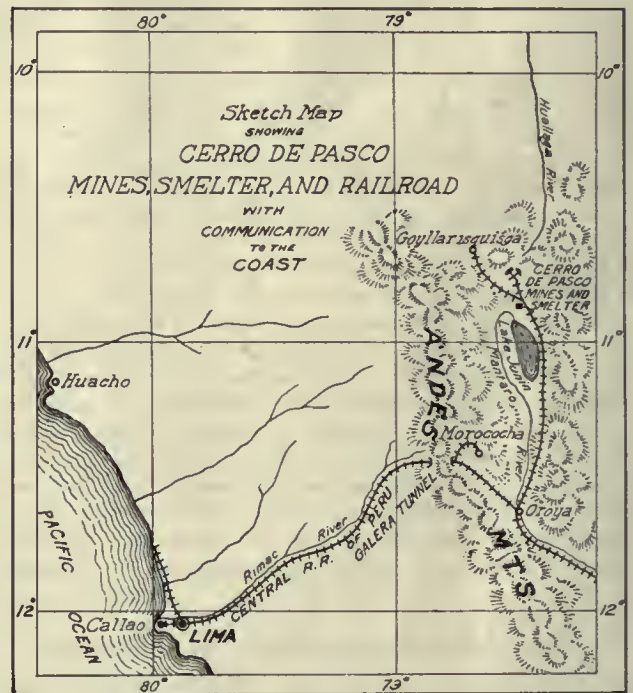 80°
79°
10°
10°
Sketch Map
SHOWING
CERRO DE PASCO
MINES, SMELTER, AND RAILROAD
WITH
COMMUNICATION
TO THE
COAST
Huallaga River
Goyllarisquisga
CERRO
DE PASCO
MINES AND
SMELTER
11°
11°
Lake Junin
Mantaro River
ANDES MTS.
Huacho
Morococha
Oroya
PACIFIC
OCEAN
Rimac River
CENTRAL R.R. OF PERU
GALERA TUNNEL
12°
12°
Callao
LIMA
80°
79°